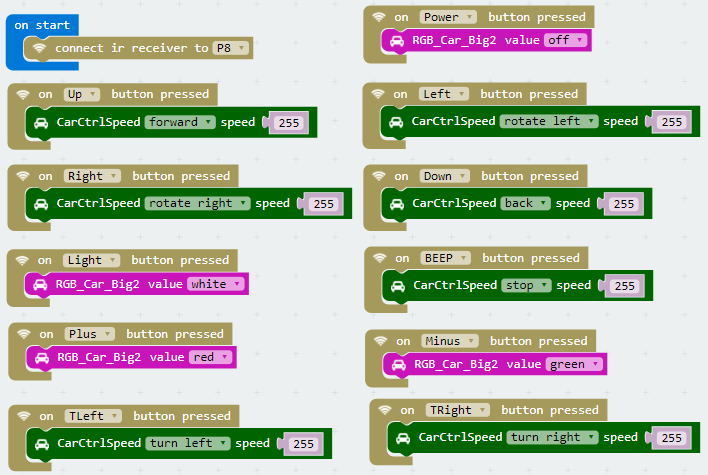 on start
connect ir receiver to P8
on Power button pressed
RGB_Car_Big2 value off
on Up button pressed
CarCtrlSpeed forward speed 255
on Left button pressed
CarCtrlSpeed rotate left speed 255
on Right button pressed
CarCtrlSpeed rotate right speed 255
on Down button pressed
CarCtrlSpeed back speed 255
on Light button pressed
RGB_Car_Big2 value white
on BEEP button pressed
CarCtrlSpeed stop speed 255
on Plus button pressed
RGB_Car_Big2 value red
on Minus button pressed
RGB_Car_Big2 value green
on TLeft button pressed
CarCtrlSpeed turn left speed 255
on TRight button pressed
CarCtrlSpeed turn right speed 255